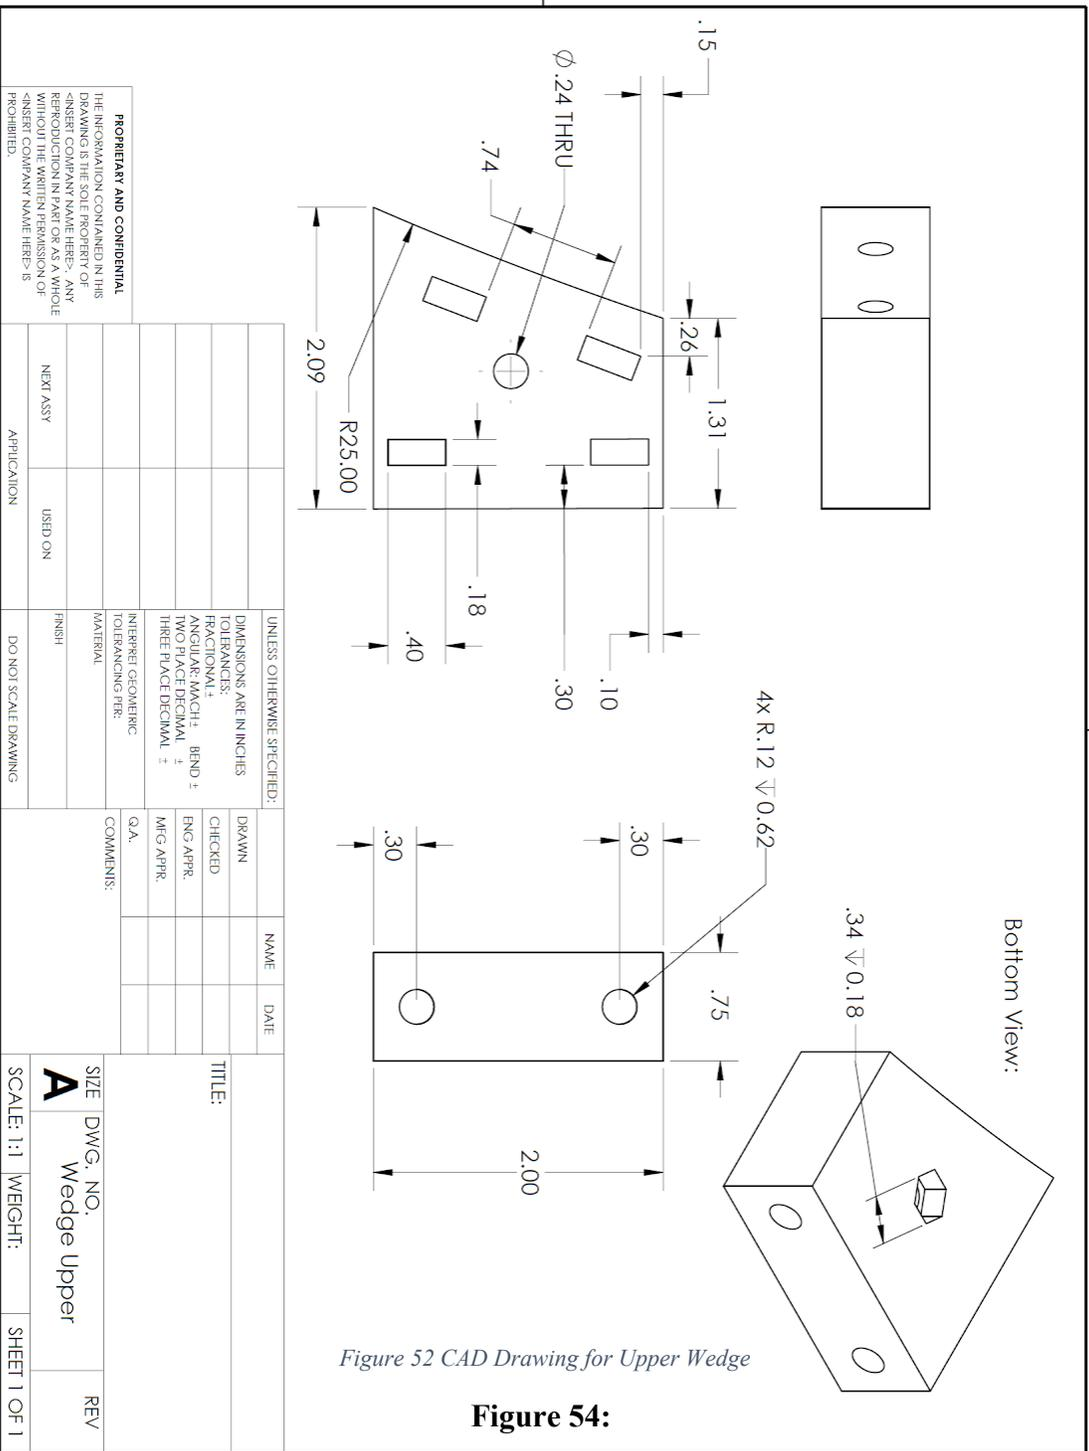 .15
Ø .24 THRU
.74
.26
1.31
2.09
R25.00
.18
.40
.30
.10
4x R.12 ↧ 0.62
.30
.30
.75
2.00
.34 ↧ 0.18
Bottom View:
PROPRIETARY AND CONFIDENTIAL
THE INFORMATION CONTAINED IN THIS
DRAWING IS THE SOLE PROPERTY OF
<INSERT COMPANY NAME HERE>. ANY
REPRODUCTION IN PART OR AS A WHOLE
WITHOUT THE WRITTEN PERMISSION OF
<INSERT COMPANY NAME HERE> IS
PROHIBITED.
NEXT ASSY
USED ON
APPLICATION
UNLESS OTHERWISE SPECIFIED:
DIMENSIONS ARE IN INCHES
TOLERANCES:
FRACTIONAL ±
ANGULAR: MACH ± BEND ±
TWO PLACE DECIMAL ±
THREE PLACE DECIMAL ±
INTERPRET GEOMETRIC
TOLERANCING PER:
MATERIAL
FINISH
DO NOT SCALE DRAWING
NAME
DATE
DRAWN
CHECKED
ENG APPR.
MFG APPR.
Q.A.
COMMENTS:
TITLE:
SIZE
DWG. NO.
REV
A
Wedge Upper
SCALE: 1:1
WEIGHT:
SHEET 1 OF 1
Figure 52 CAD Drawing for Upper Wedge
Figure 54: